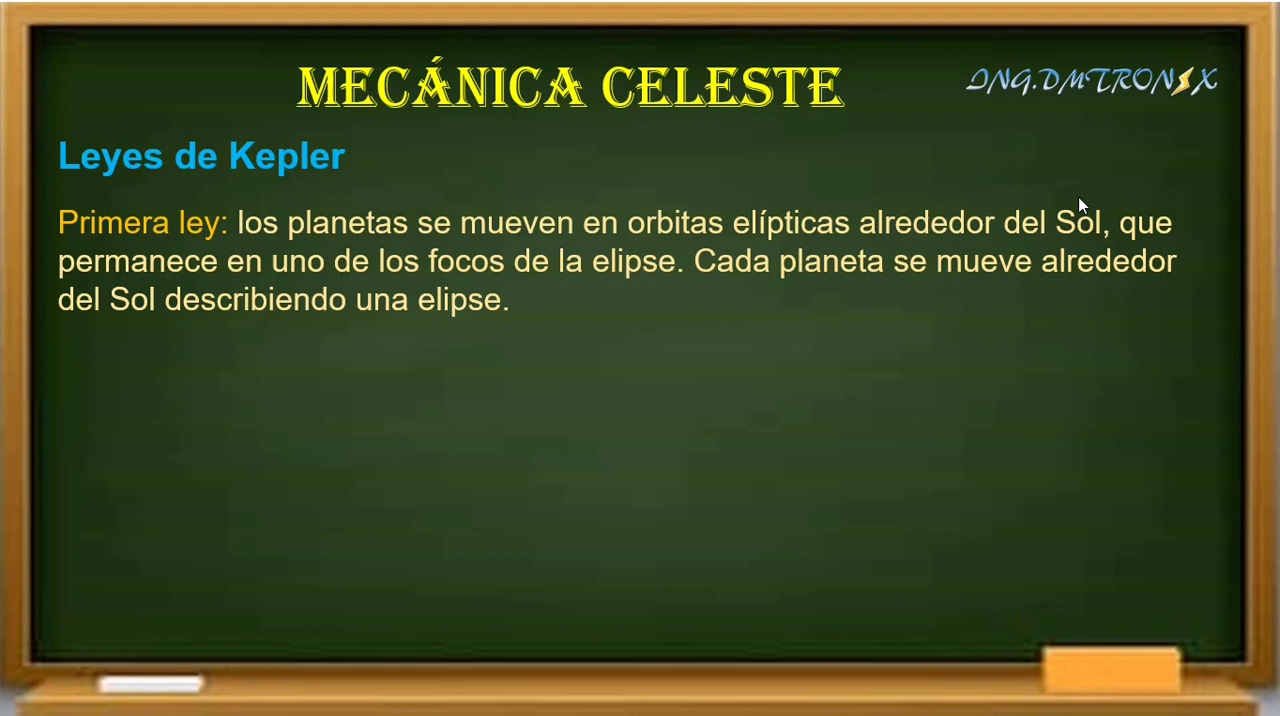 MECÁNICA CELESTE
ING.DMTRONIX
Leyes de Kepler
Primera ley: los planetas se mueven en orbitas elípticas alrededor del Sol, que
permanece en uno de los focos de la elipse. Cada planeta se mueve alrededor
del Sol describiendo una elipse.